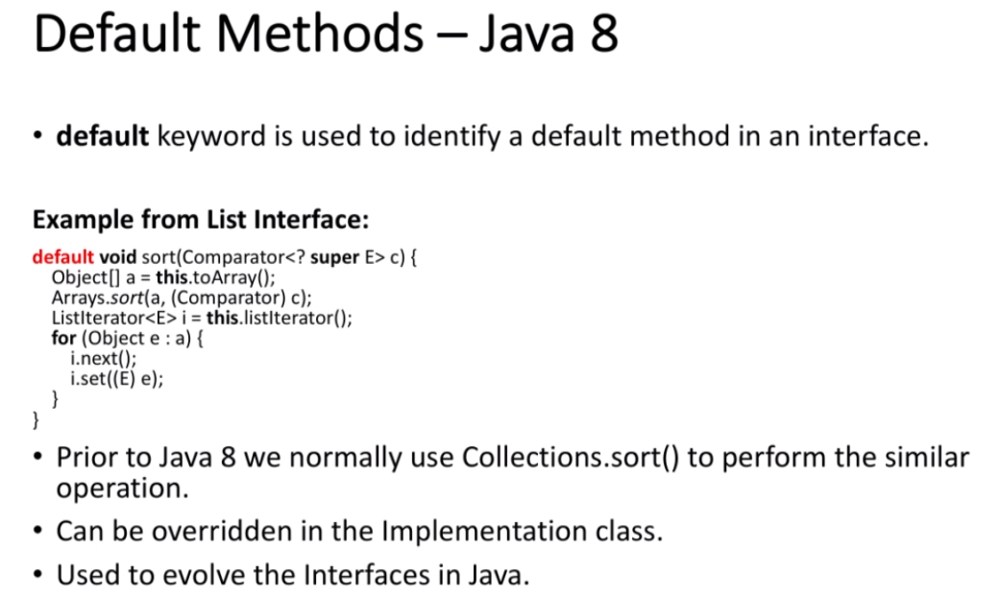 Default Methods – Java 8
• default keyword is used to identify a default method in an interface.
Example from List Interface:
default void sort(Comparator<? super E> c) {
Object[] a = this.toArray();
Arrays.sort(a, (Comparator) c);
ListIterator<E> i = this.listIterator();
for (Object e : a) {
i.next();
i.set((E) e);
}
}
• Prior to Java 8 we normally use Collections.sort() to perform the similar
operation.
• Can be overridden in the Implementation class.
• Used to evolve the Interfaces in Java.